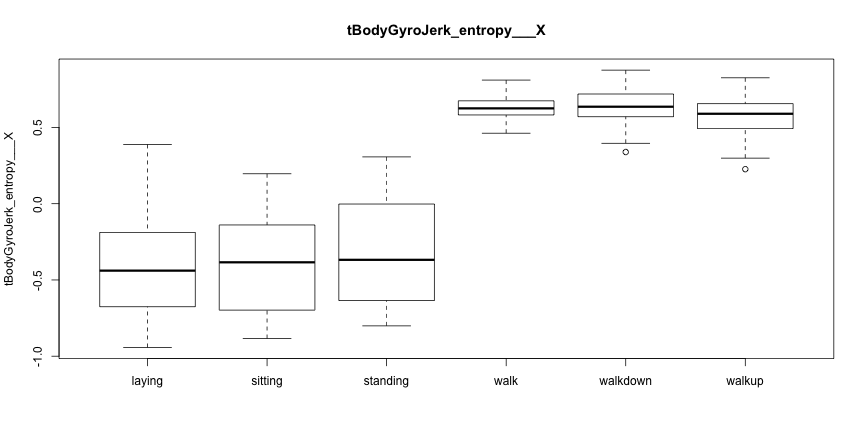 tBodyGyroJerk_entropy___X
tBodyGyroJerk_entropy___X
0.5
0.0
-0.5
-1.0
laying sitting standing walk walkdown walkup